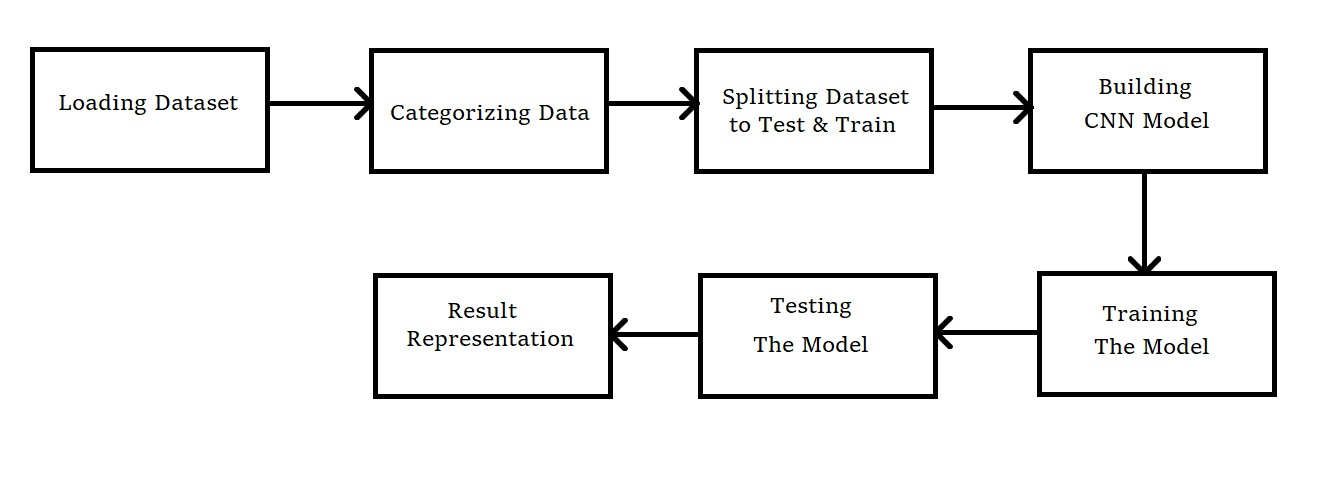 Loading Dataset
Categorizing Data
Splitting Dataset
to Test & Train
Building
CNN Model
Training
The Model
Testing
The Model
Result
Representation